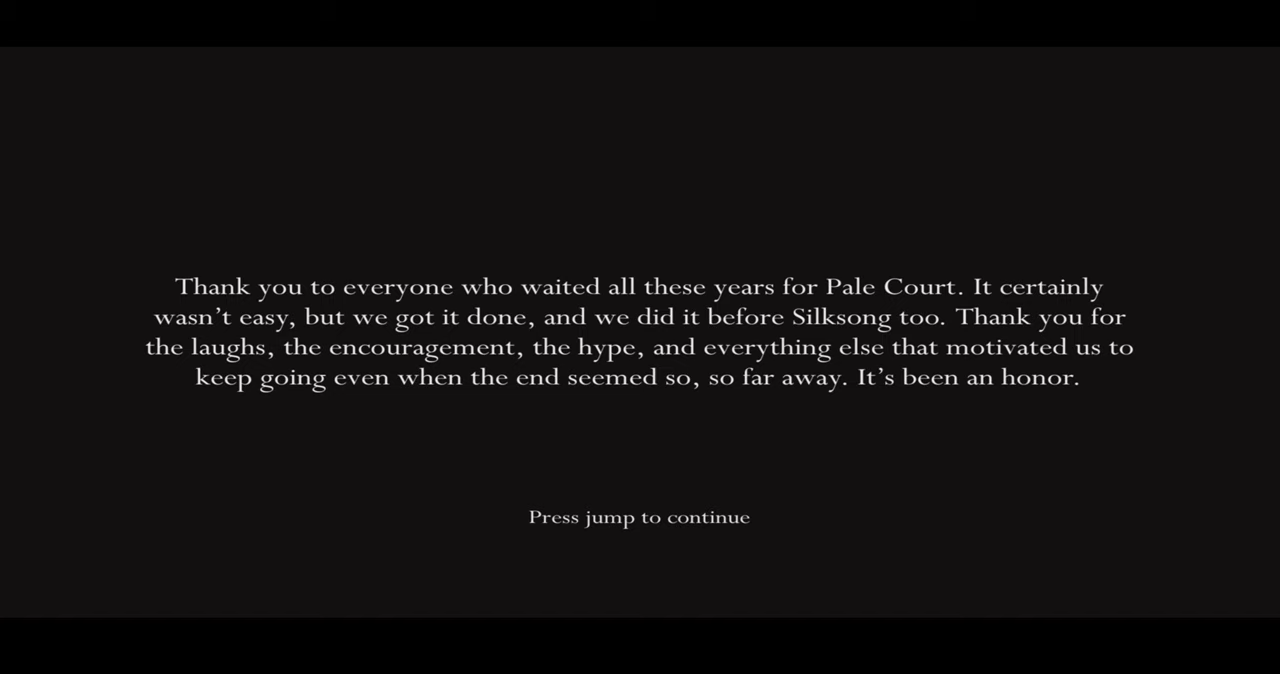 Thank you to everyone who waited all these years for Pale Court. It certainly
wasn’t easy, but we got it done, and we did it before Silksong too. Thank you for
the laughs, the encouragement, the hype, and everything else that motivated us to
keep going even when the end seemed so, so far away. It’s been an honor.
Press jump to continue